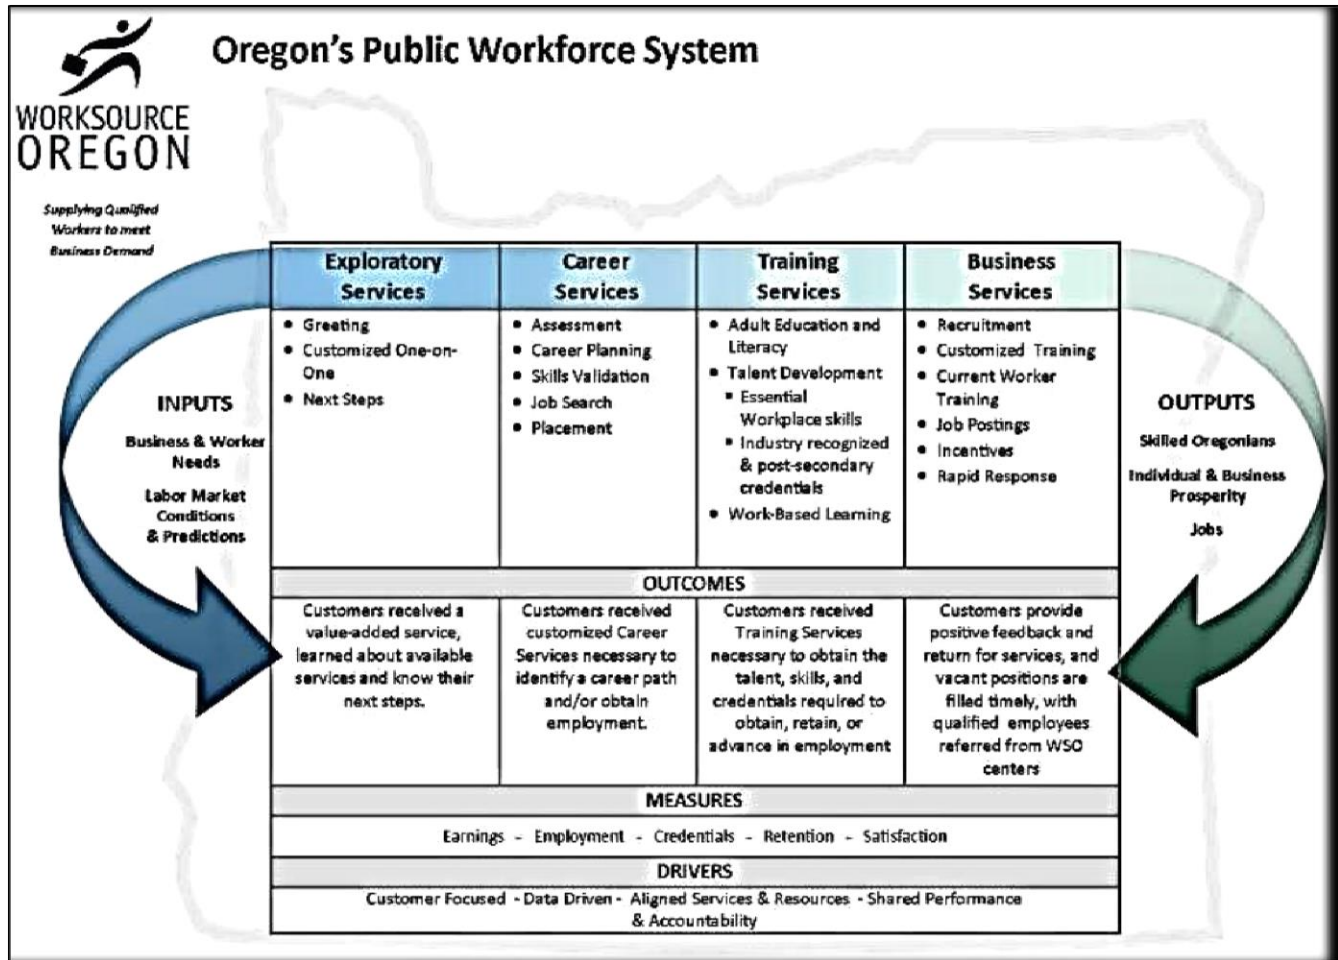 Oregon's Public Workforce System
WORKSOURCE
OREGON
Supplying Qualified
Workers to meet
Business Demand
INPUTS
Business & Worker
Needs
Labor Market
Conditions
& Predictions
Exploratory
Services
• Greeting
• Customized One-on-
One
• Next Steps
Career
Services
• Assessment
• Career Planning
• Skills Validation
• Job Search
• Placement
Training
Services
• Adult Education and
Literacy
• Talent Development
▪ Essential
Workplace skills
▪ Industry recognized
& post-secondary
credentials
• Work-Based Learning
Business
Services
• Recruitment
• Customized Training
• Current Worker
Training
• Job Postings
• Incentives
• Rapid Response
OUTPUTS
Skilled Oregonians
Individual & Business
Prosperity
Jobs
OUTCOMES
Customers received a
value-added service,
learned about available
services and know their
next steps.
Customers received
customized Career
Services necessary to
identify a career path
and/or obtain
employment.
Customers received
Training Services
necessary to obtain the
talent, skills, and
credentials required to
obtain, retain, or
advance in employment
Customers provide
positive feedback and
return for services, and
vacant positions are
filled timely, with
qualified employees
referred from WSO
centers
MEASURES
Earnings - Employment - Credentials - Retention - Satisfaction
DRIVERS
Customer Focused - Data Driven - Aligned Services & Resources - Shared Performance
& Accountability